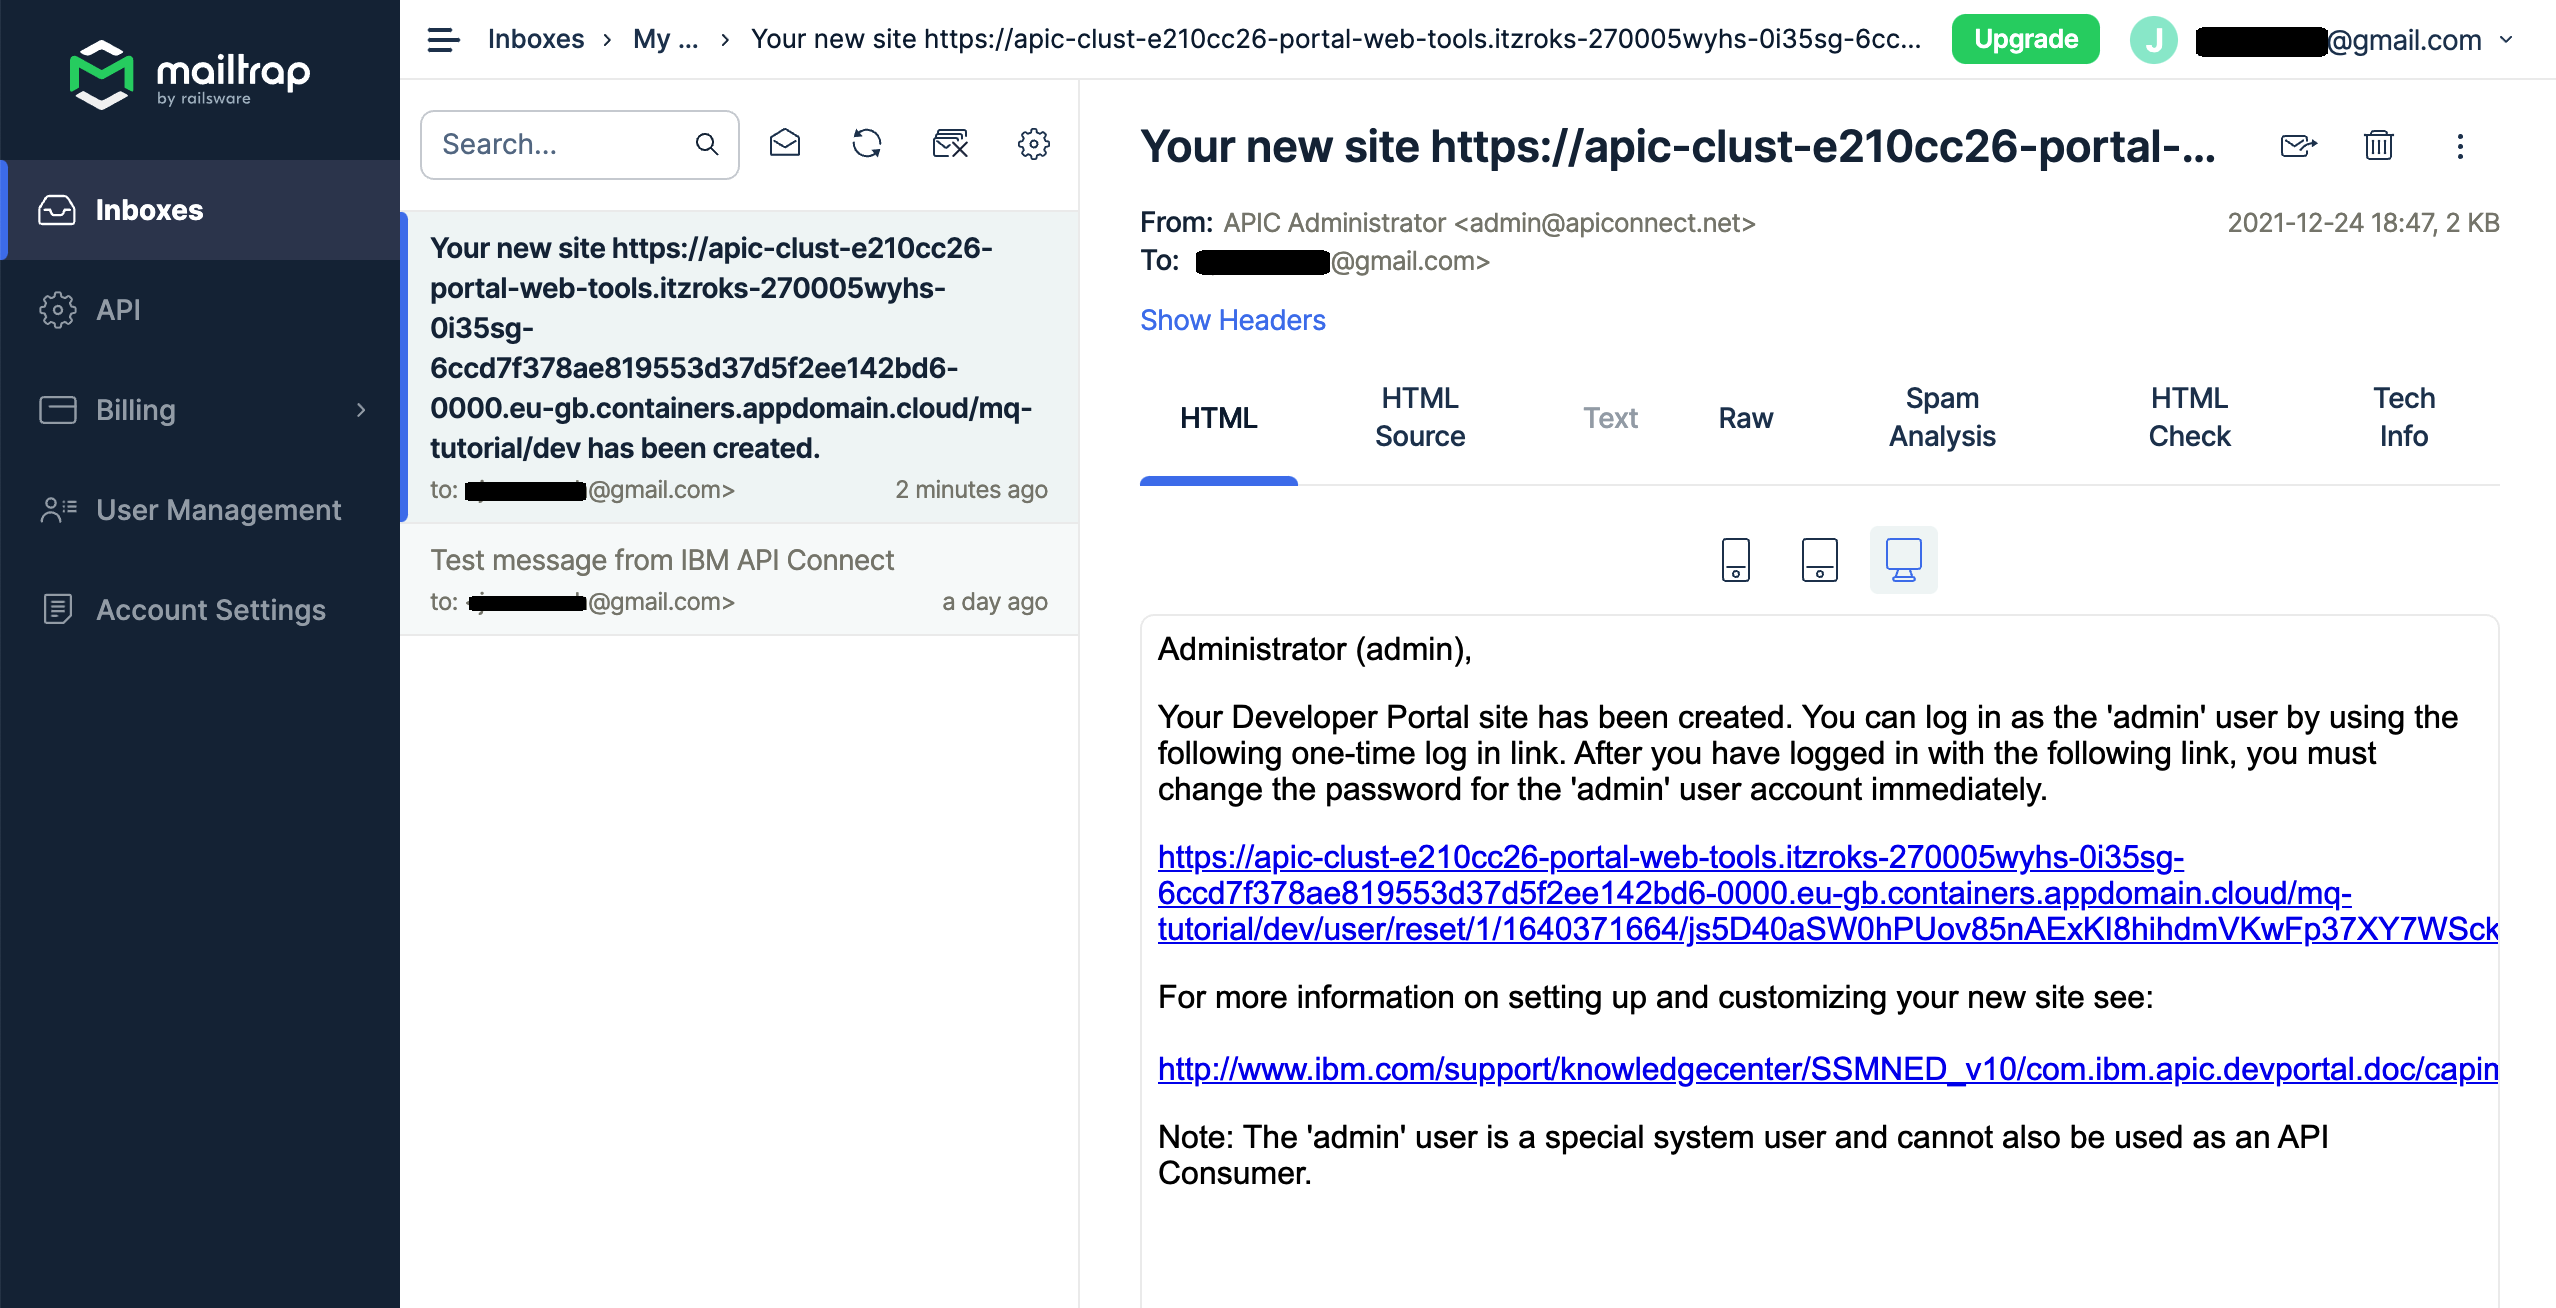 mailtrap
by railsware
Inboxes
API
Billing
User Management
Account Settings
Inboxes > My ... > Your new site https://apic-clust-e210cc26-portal-web-tools.itzroks-270005wyhs-0i35sg-6cc...
Upgrade
J
@gmail.com
Search...
Your new site https://apic-clust-e210cc26-
portal-web-tools.itzroks-270005wyhs-
0i35sg-
6ccd7f378ae819553d37d5f2ee142bd6-
0000.eu-gb.containers.appdomain.cloud/mq-
tutorial/dev has been created.
to: @gmail.com> 2 minutes ago
Test message from IBM API Connect
to: @gmail.com> a day ago
Your new site https://apic-clust-e210cc26-portal-...
From: APIC Administrator <admin@apiconnect.net> 2021-12-24 18:47, 2 KB
To: @gmail.com>
Show Headers
HTML
HTML
Source
Text
Raw
Spam
Analysis
HTML
Check
Tech
Info
Administrator (admin),
Your Developer Portal site has been created. You can log in as the 'admin' user by using the
following one-time log in link. After you have logged in with the following link, you must
change the password for the 'admin' user account immediately.
https://apic-clust-e210cc26-portal-web-tools.itzroks-270005wyhs-0i35sg-
6ccd7f378ae819553d37d5f2ee142bd6-0000.eu-gb.containers.appdomain.cloud/mq-
tutorial/dev/user/reset/1/1640371664/js5D40aSW0hPUov85nAExKI8hihdmVKwFp37XY7WSck
For more information on setting up and customizing your new site see:
http://www.ibm.com/support/knowledgecenter/SSMNED_v10/com.ibm.apic.devportal.doc/capim
Note: The 'admin' user is a special system user and cannot also be used as an API
Consumer.